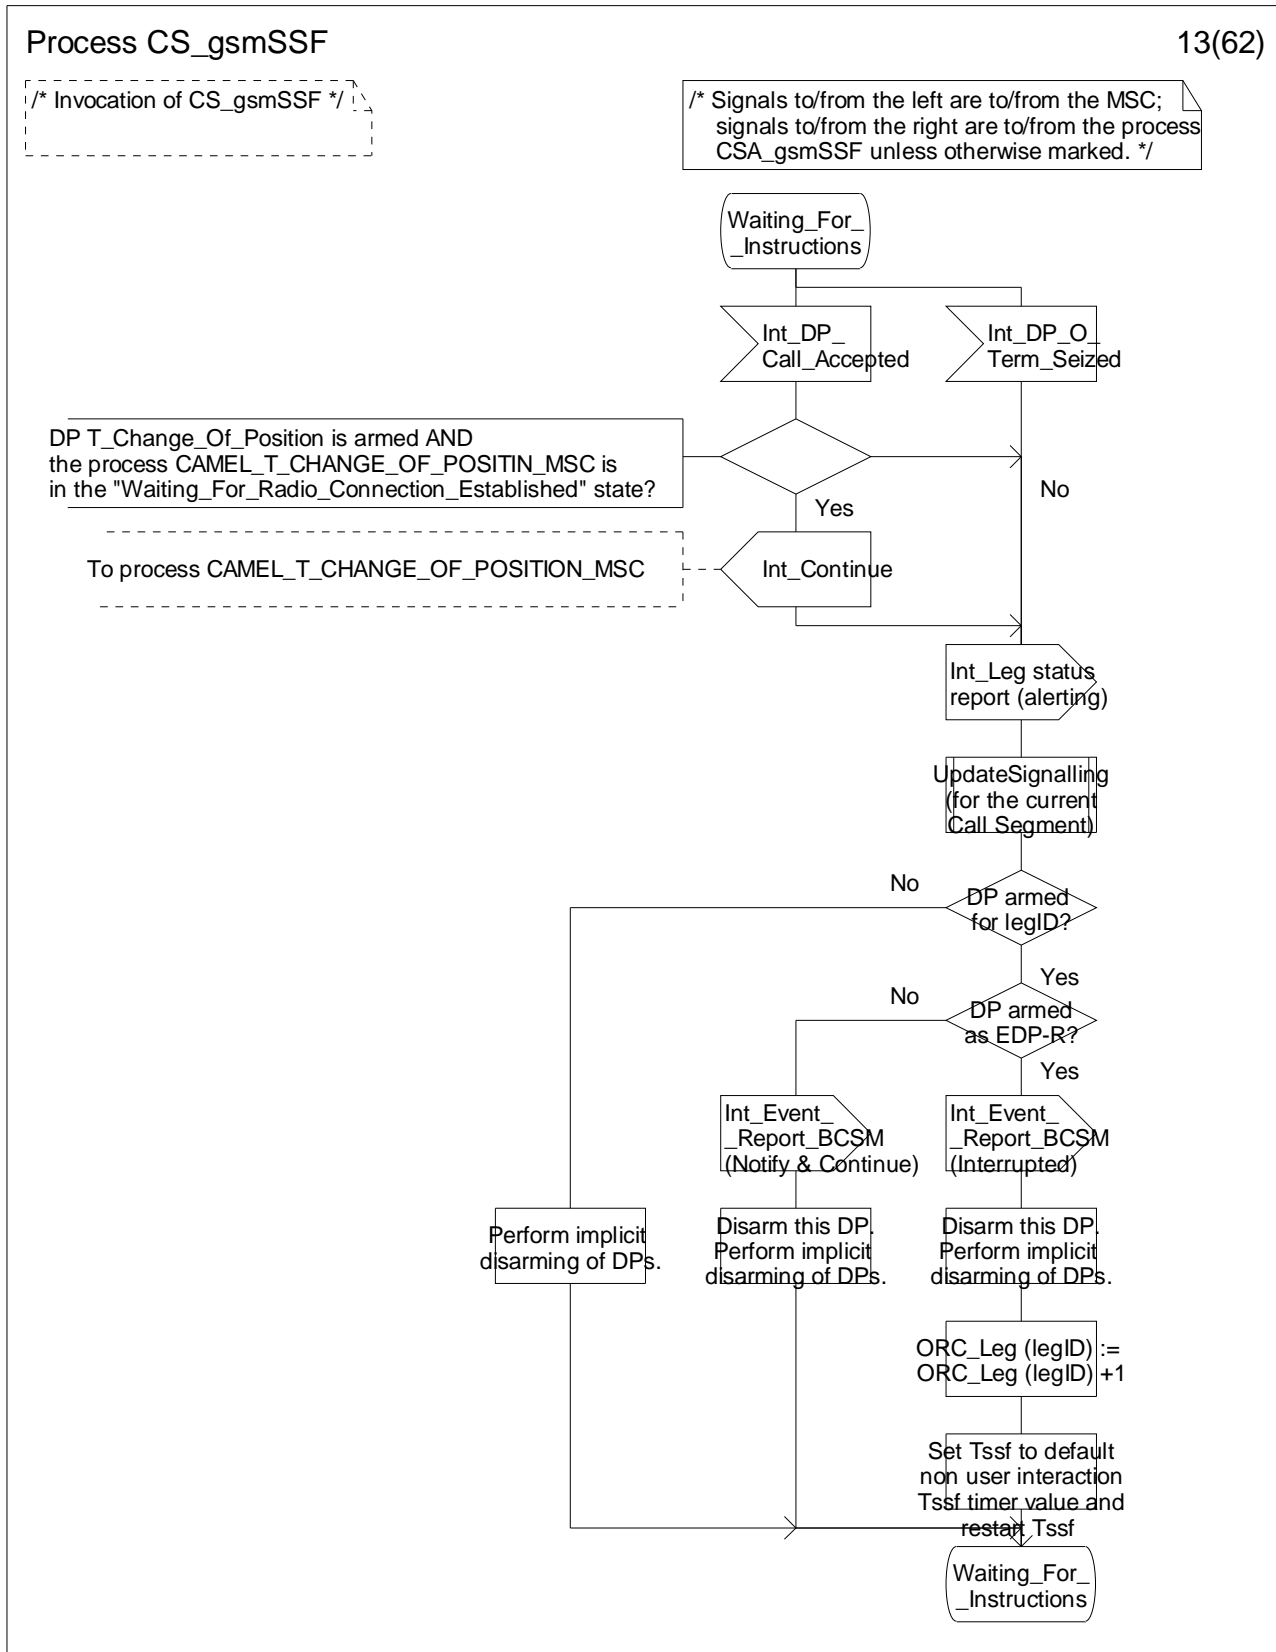 Process CS_gsmSSF
13(62)
/* Invocation of CS_gsmSSF */
/* Signals to/from the left are to/from the MSC;
signals to/from the right are to/from the process
CSA_gsmSSF unless otherwise marked. */
Waiting_For_
_Instructions
Int_DP_
Call_Accepted
Int_DP_O_
Term_Seized
DP T_Change_Of_Position is armed AND
the process CAMEL_T_CHANGE_OF_POSITIN_MSC is
in the "Waiting_For_Radio_Connection_Established" state?
No
Yes
To process CAMEL_T_CHANGE_OF_POSITION_MSC
Int_Continue
Int_Leg status
report (alerting)
UpdateSignalling
(for the current
Call Segment)
No
DP armed
for legID?
Yes
No
DP armed
as EDP-R?
Yes
Int_Event_
_Report_BCSM
(Notify & Continue)
Int_Event_
_Report_BCSM
(Interrupted)
Perform implicit
disarming of DPs.
Disarm this DP.
Perform implicit
disarming of DPs.
Disarm this DP.
Perform implicit
disarming of DPs.
ORC_Leg (legID) :=
ORC_Leg (legID) +1
Set Tssf to default
non user interaction
Tssf timer value and
restart Tssf
Waiting_For_
_Instructions